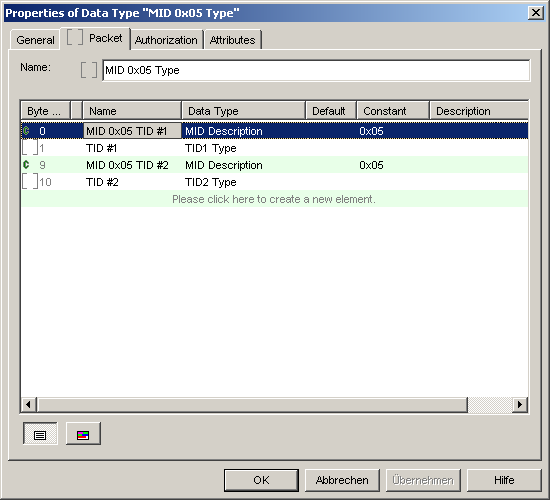 Properties of Data Type "MID 0x05 Type"
General Packet Authorization Attributes
Name: MID 0x05 Type
Byte ... Name Data Type Default Constant Description
¢ 0 MID 0x05 TID #1 MID Description 0x05
1 TID #1 TID1 Type
¢ 9 MID 0x05 TID #2 MID Description 0x05
10 TID #2 TID2 Type
Please click here to create a new element.
OK Abbrechen Übernehmen Hilfe